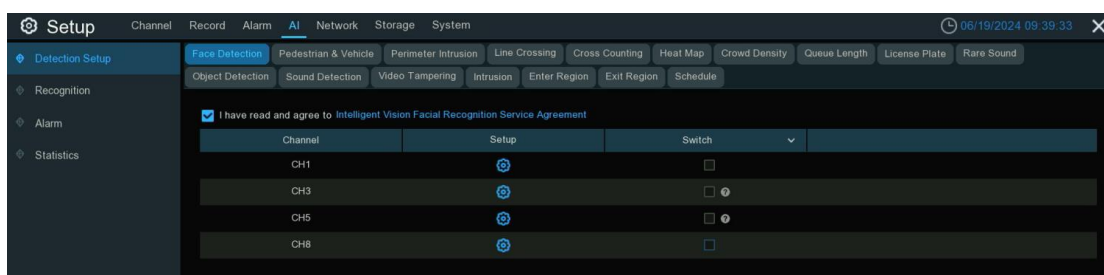 Setup Channel Record Alarm AI Network Storage System 06/19/2024 09:39:33
Detection Setup
Recognition
Alarm
Statistics
Face Detection Pedestrian & Vehicle Perimeter Intrusion Line Crossing Cross Counting Heat Map Crowd Density Queue Length License Plate Rare Sound
Object Detection Sound Detection Video Tampering Intrusion Enter Region Exit Region Schedule
I have read and agree to Intelligent Vision Facial Recognition Service Agreement
Channel Setup Switch
CH1
CH3
CH5
CH8